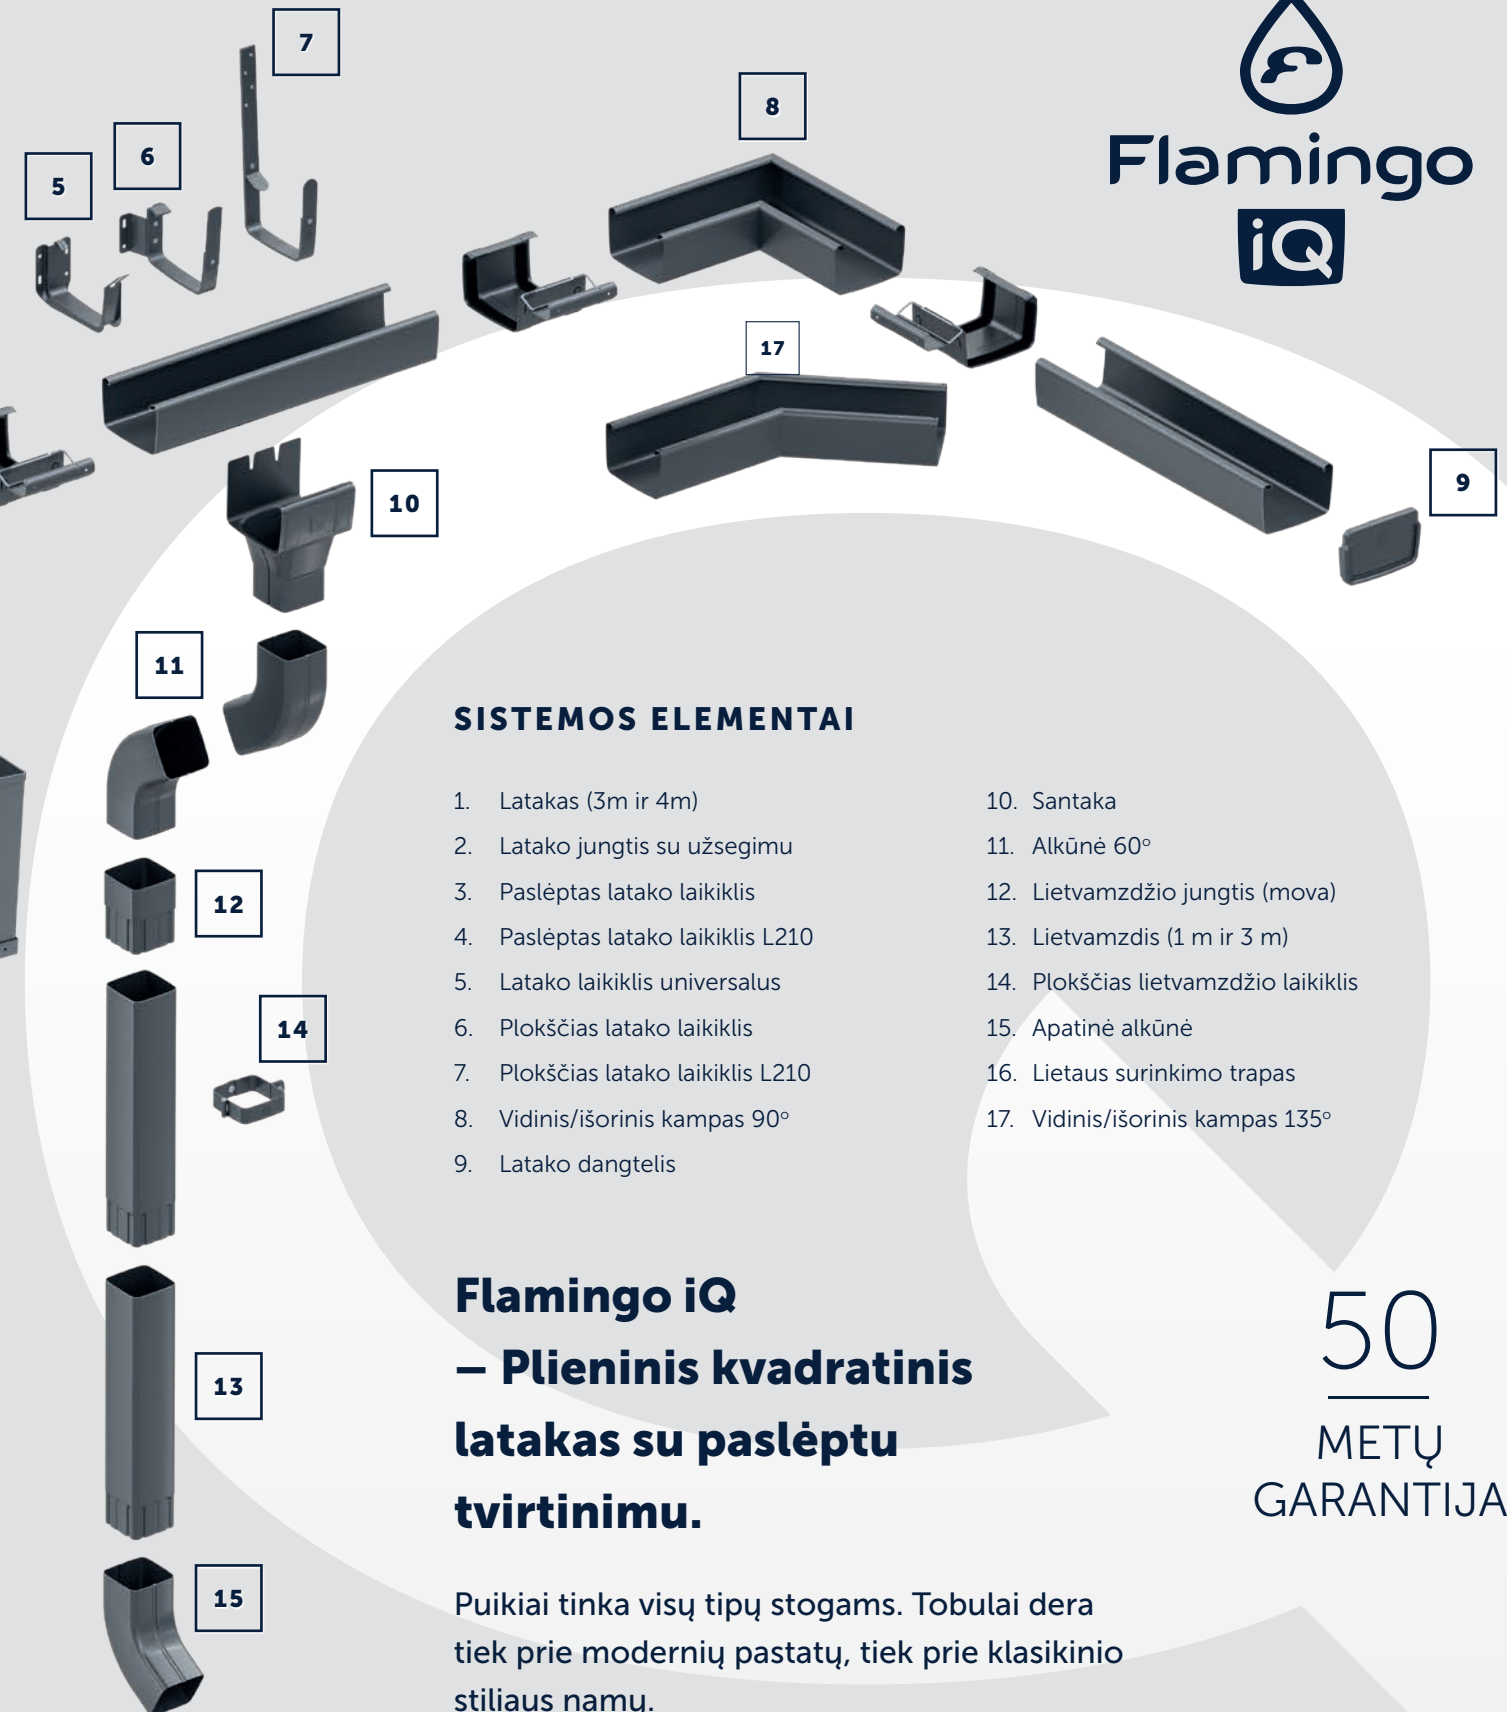 7
8
6
5
Flamingo
iQ
17
9
10
11
SISTEMOS ELEMENTAI
1. Latakas (3m ir 4m)
2. Latako jungtis su užsegimu
3. Paslėptas latako laikiklis
4. Paslėptas latako laikiklis L210
5. Latako laikiklis universalus
6. Plokščias latako laikiklis
7. Plokščias latako laikiklis L210
8. Vidinis/išorinis kampas 90°
9. Latako dangtelis
10. Santaka
11. Alkūnė 60°
12. Lietvamzdžio jungtis (mova)
13. Lietvamzdis (1 m ir 3 m)
14. Plokščias lietvamzdžio laikiklis
15. Apatinė alkūnė
16. Lietaus surinkimo trapas
17. Vidinis/išorinis kampas 135°
12
14
13
15
Flamingo iQ
– Plieninis kvadratinis
latakas su paslėptu
tvirtinimu.
50
METŲ
GARANTIJA
Puikiai tinka visų tipų stogams. Tobulai dera
tiek prie modernių pastatų, tiek prie klasikinio
stiliaus namų.